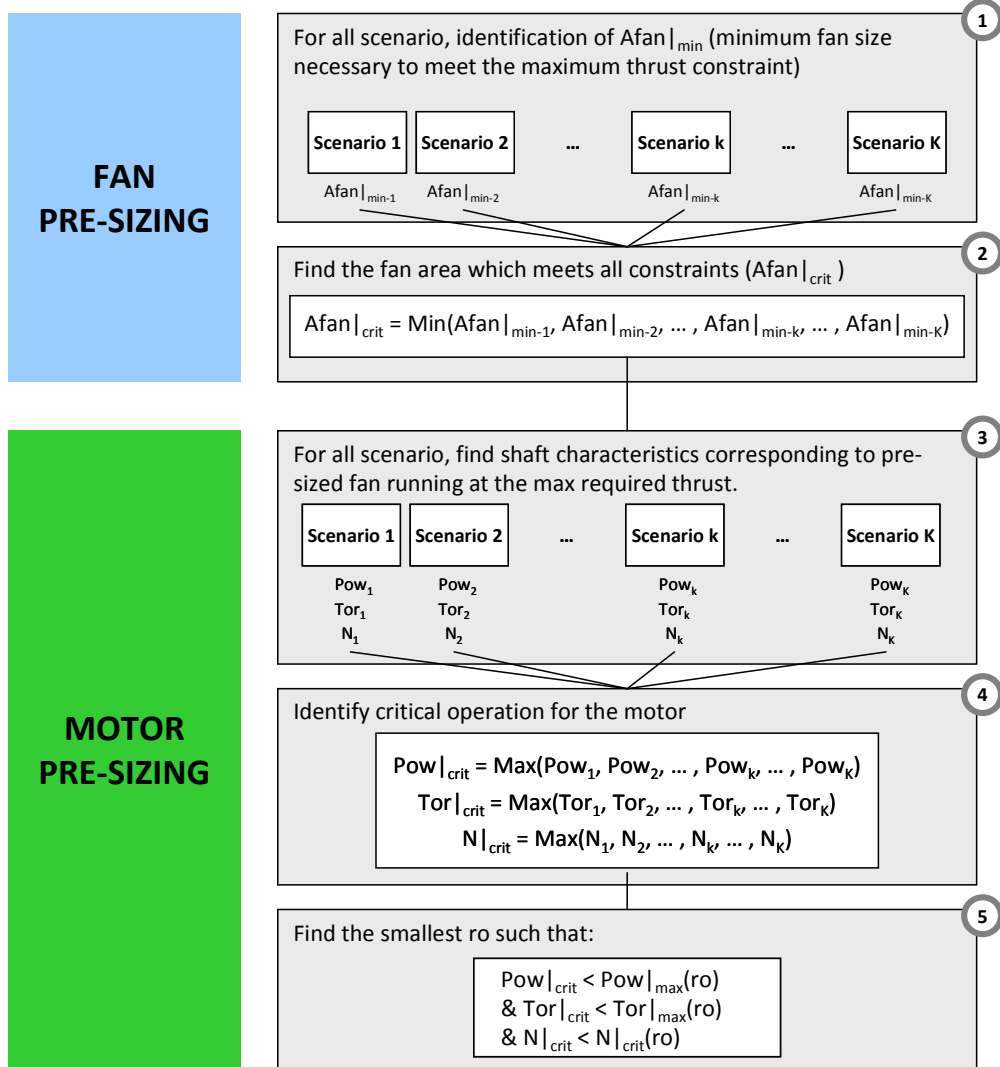 FAN
PRE-SIZING
1
For all scenario, identification of Afan|min (minimum fan size
necessary to meet the maximum thrust constraint)
Scenario 1 Scenario 2 ... Scenario k ... Scenario K
Afan|min-1 Afan|min-2 Afan|min-k Afan|min-K
2
Find the fan area which meets all constraints (Afan|crit )
Afan|crit = Min(Afan|min-1, Afan|min-2, ... , Afan|min-k, ... , Afan|min-K)
MOTOR
PRE-SIZING
3
For all scenario, find shaft characteristics corresponding to pre-
sized fan running at the max required thrust.
Scenario 1 Scenario 2 ... Scenario k ... Scenario K
Pow1 Pow2 Powk PowK
Tor1 Tor2 Tork TorK
N1 N2 Nk NK
4
Identify critical operation for the motor
Pow|crit = Max(Pow1, Pow2, ... , Powk, ... , PowK)
Tor|crit = Max(Tor1, Tor2, ... , Tork, ... , TorK)
N|crit = Max(N1, N2, ... , Nk, ... , NK)
5
Find the smallest ro such that:
Pow|crit < Pow|max(ro)
& Tor|crit < Tor|max(ro)
& N|crit < N|crit(ro)